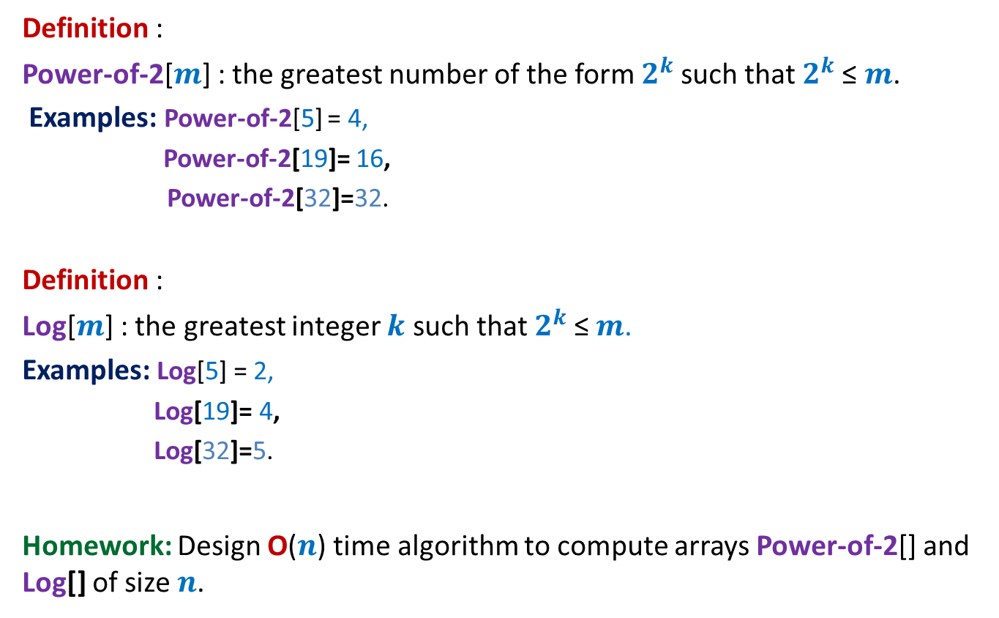 Definition :
Power-of-2[m] : the greatest number of the form 2^k such that 2^k ≤ m.
Examples: Power-of-2[5] = 4,
Power-of-2[19]= 16,
Power-of-2[32]=32.
Definition :
Log[m] : the greatest integer k such that 2^k ≤ m.
Examples: Log[5] = 2,
Log[19]= 4,
Log[32]=5.
Homework: Design O(n) time algorithm to compute arrays Power-of-2[] and
Log[] of size n.